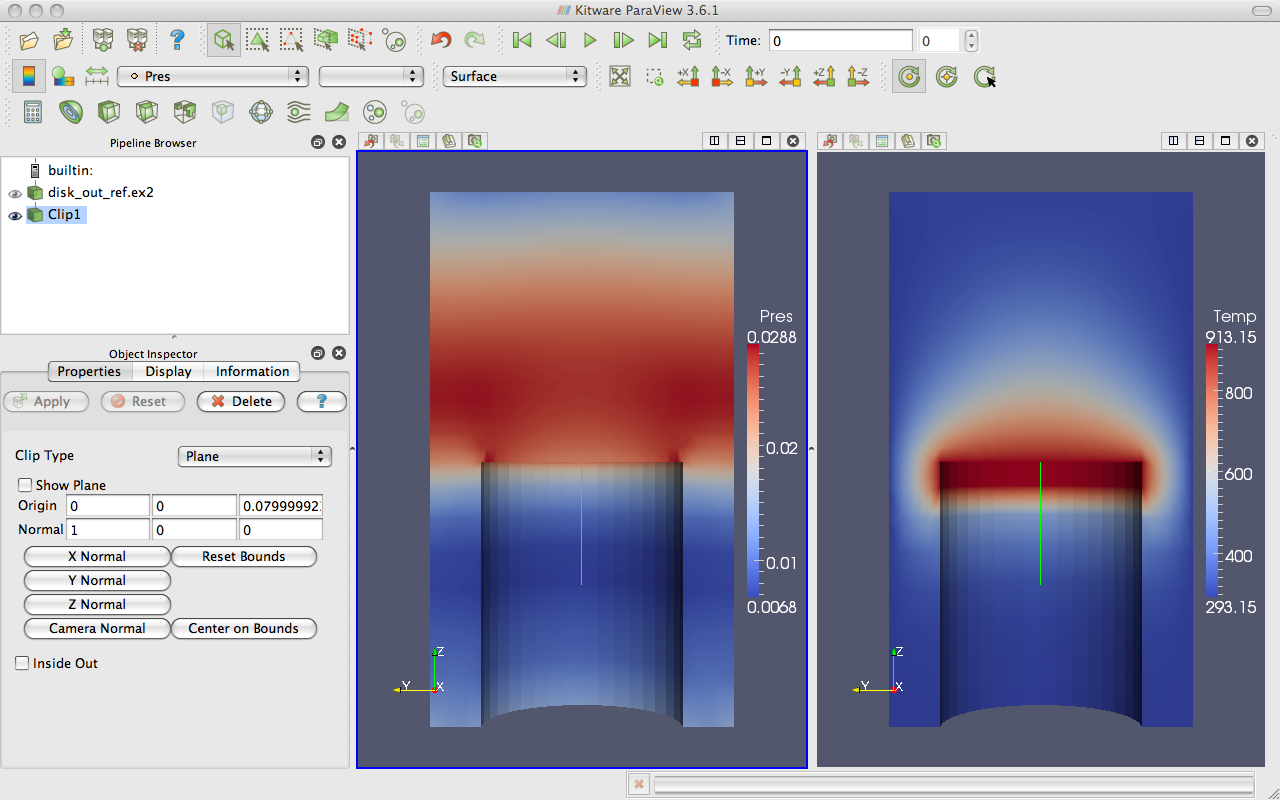 Kitware ParaView 3.6.1
?
Time: 0 0
Pres
Surface
+X -X +Y -Y +Z -Z
Pipeline Browser
builtin:
disk_out_ref.ex2
Clip1
Object Inspector
Properties Display Information
Apply Reset Delete ?
Clip Type Plane
Show Plane
Origin 0 0 0.079999923
Normal 1 0 0
X Normal Reset Bounds
Y Normal
Z Normal
Camera Normal Center on Bounds
Inside Out
Pres
0.0288
0.02
0.01
0.0068
Z
Y X
Temp
913.15
800
600
400
293.15
Z
Y X